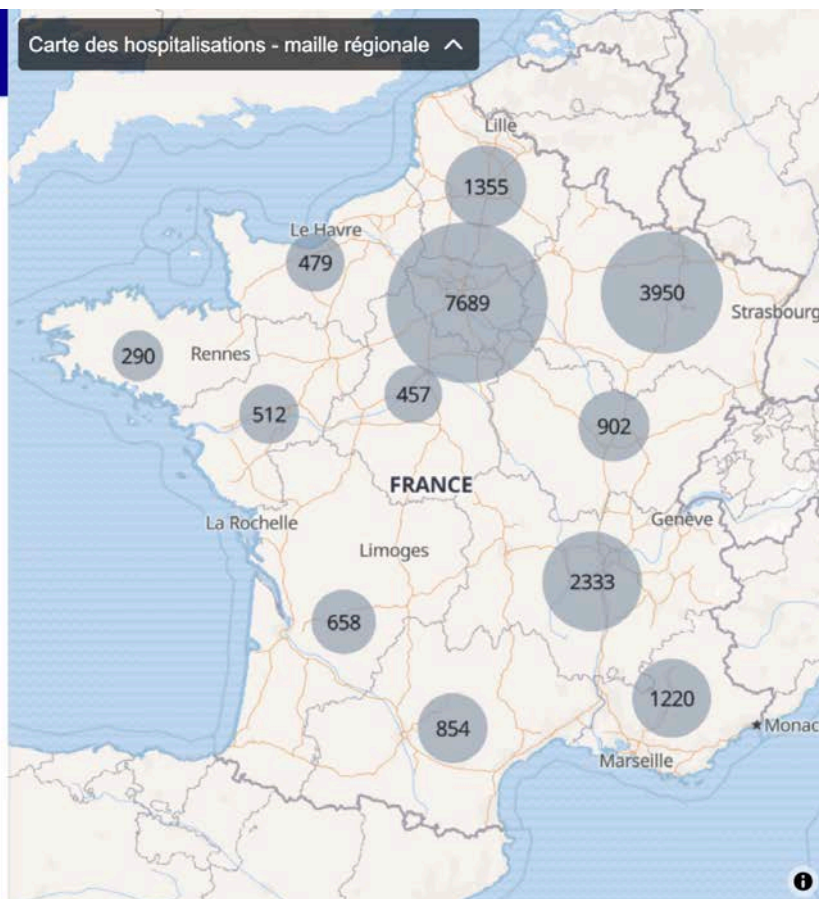 Carte des hospitalisations - maille régionale
Lille
1355
Le Havre
479
7689
3950
Strasbourg
290
Rennes
457
512
902
FRANCE
La Rochelle
Genève
Limoges
2333
658
1220
854
Monac
Marseille